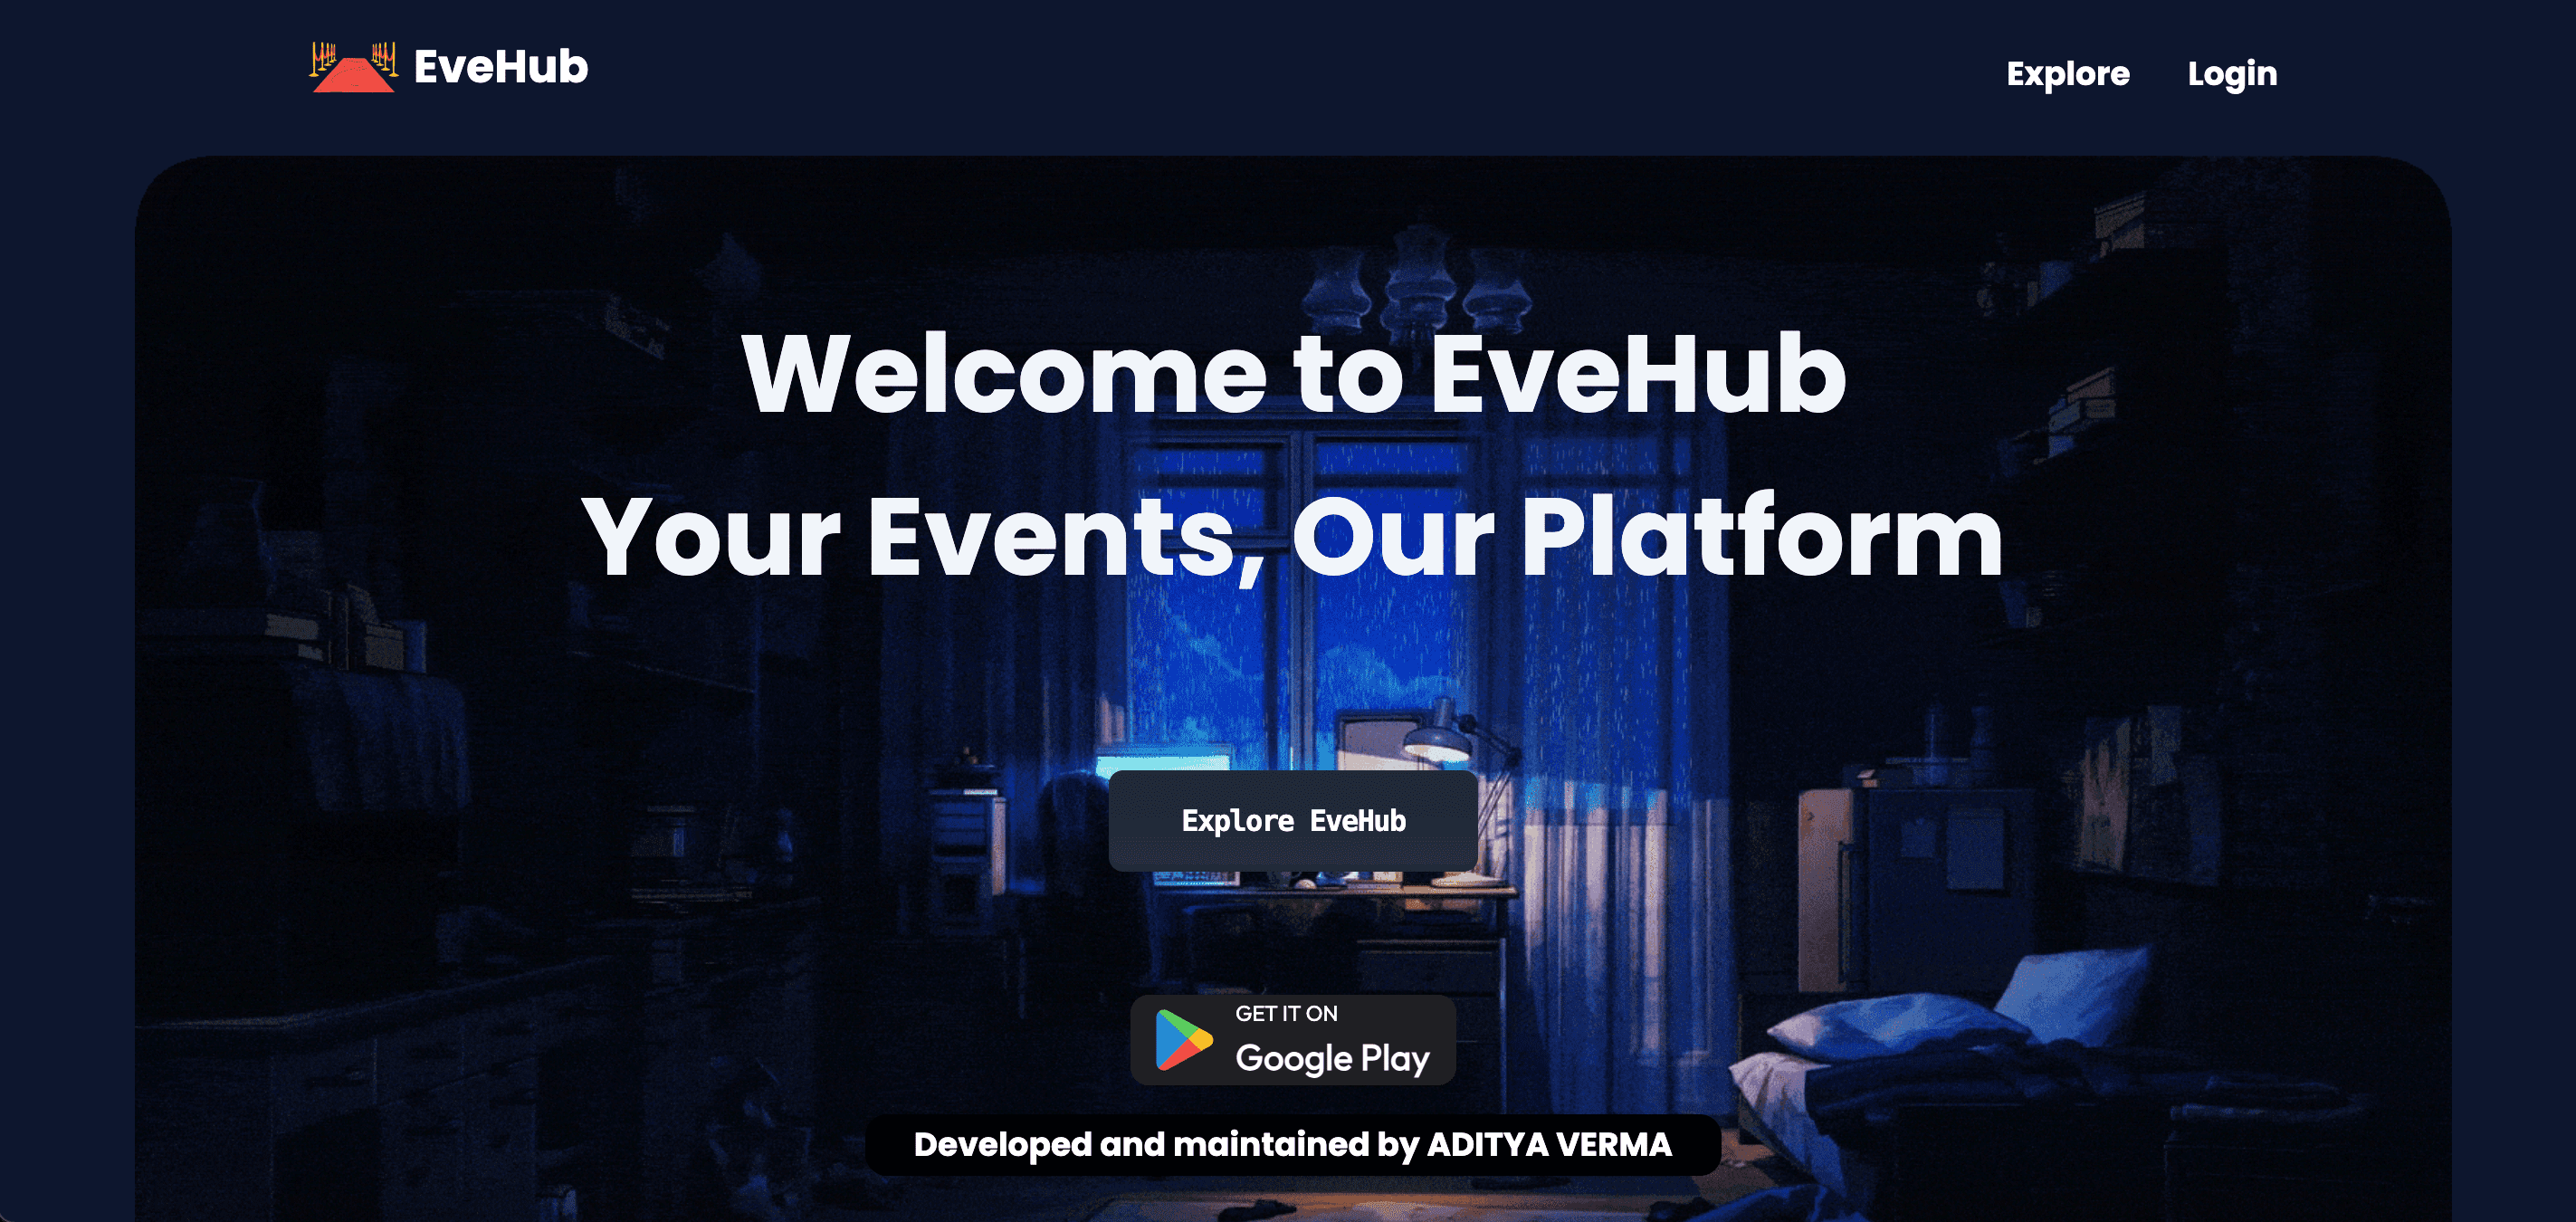 EveHub
Explore Login
Welcome to EveHub
Your Events, Our Platform
Explore EveHub
GET IT ON
Google Play
Developed and maintained by ADITYA VERMA